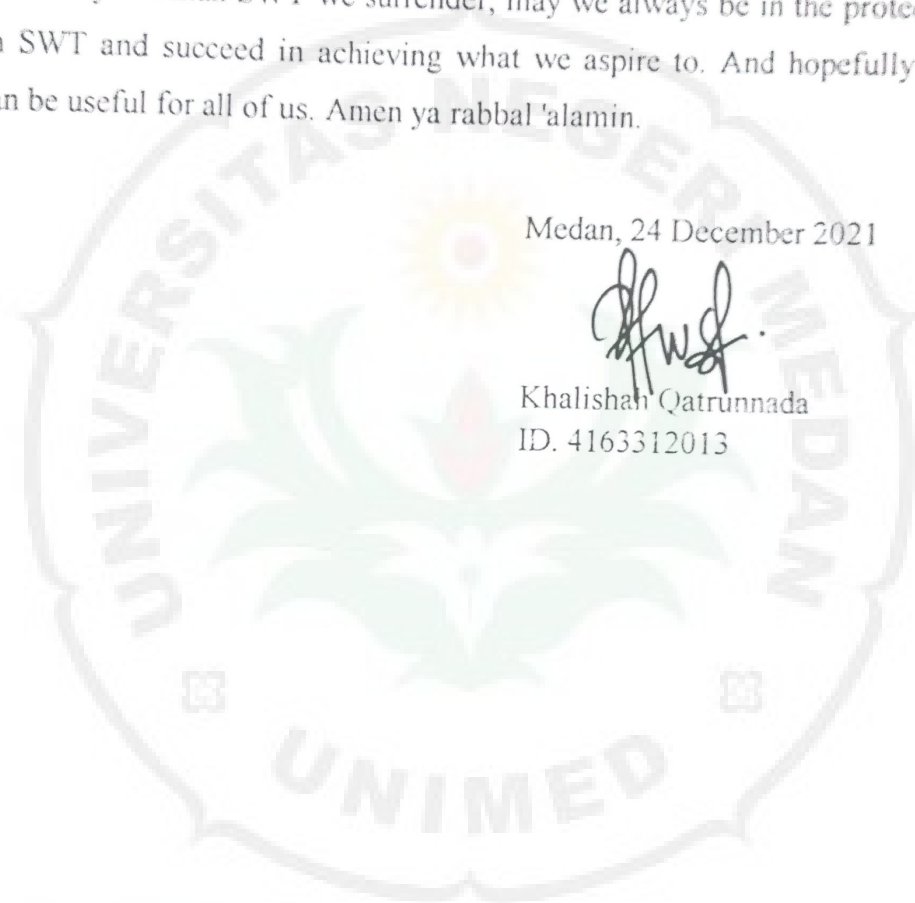 SWT we surrender, may we always be in the
SWT and succeed in achieving what we aspire to. And hopefully
be useful for all of us. Amen ya rabbal 'alamin.
UNIVERSITAS NEGERI MEDAN
Medan, 24 December 2021
Khalishah Qatrunnada
ID. 4163312013
UNIMED